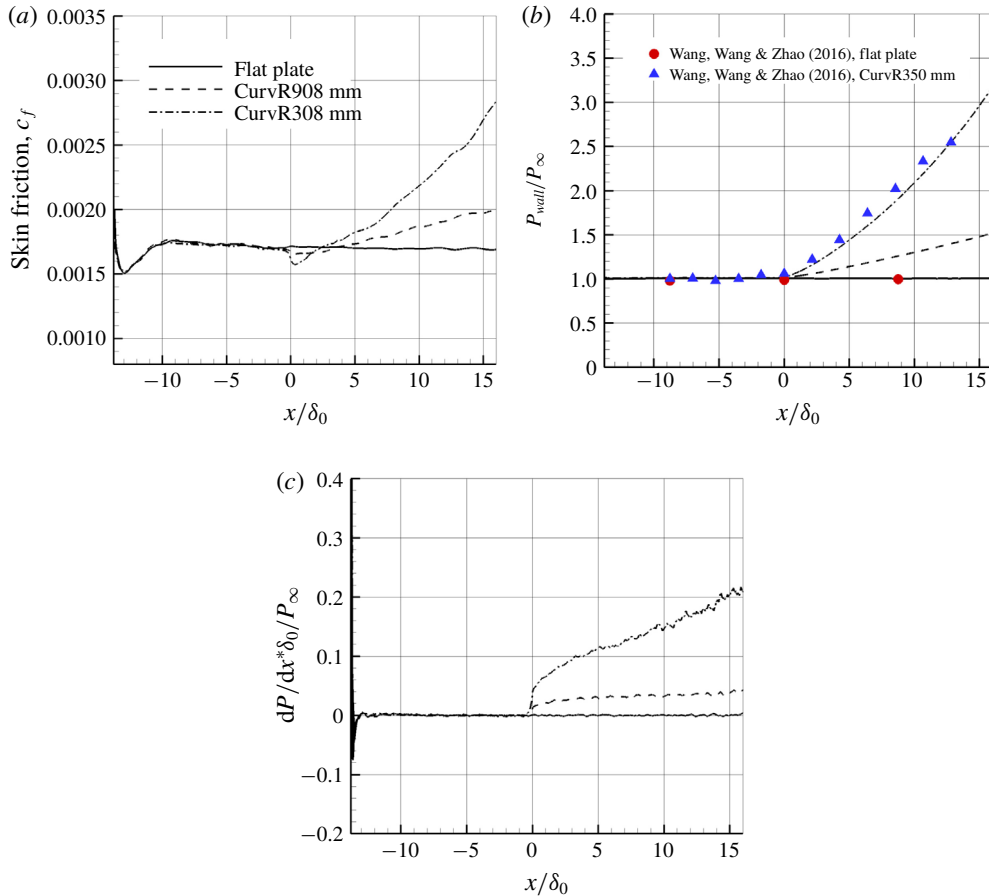 (a)
0.0035
0.0030
0.0025
0.0020
0.0015
0.0010
Skin friction, c_f
Flat plate
CurvR908 mm
CurvR308 mm
−10 −5 0 5 10 15
x/δ_0
(b)
4.0
3.5
3.0
2.5
2.0
1.5
1.0
0.5
0
P_wall/P_∞
Wang, Wang & Zhao (2016), flat plate
Wang, Wang & Zhao (2016), CurvR350 mm
−10 −5 0 5 10 15
x/δ_0
(c)
0.4
0.3
0.2
0.1
0
−0.1
−0.2
dP/dx*δ_0/P_∞
−10 −5 0 5 10 15
x/δ_0